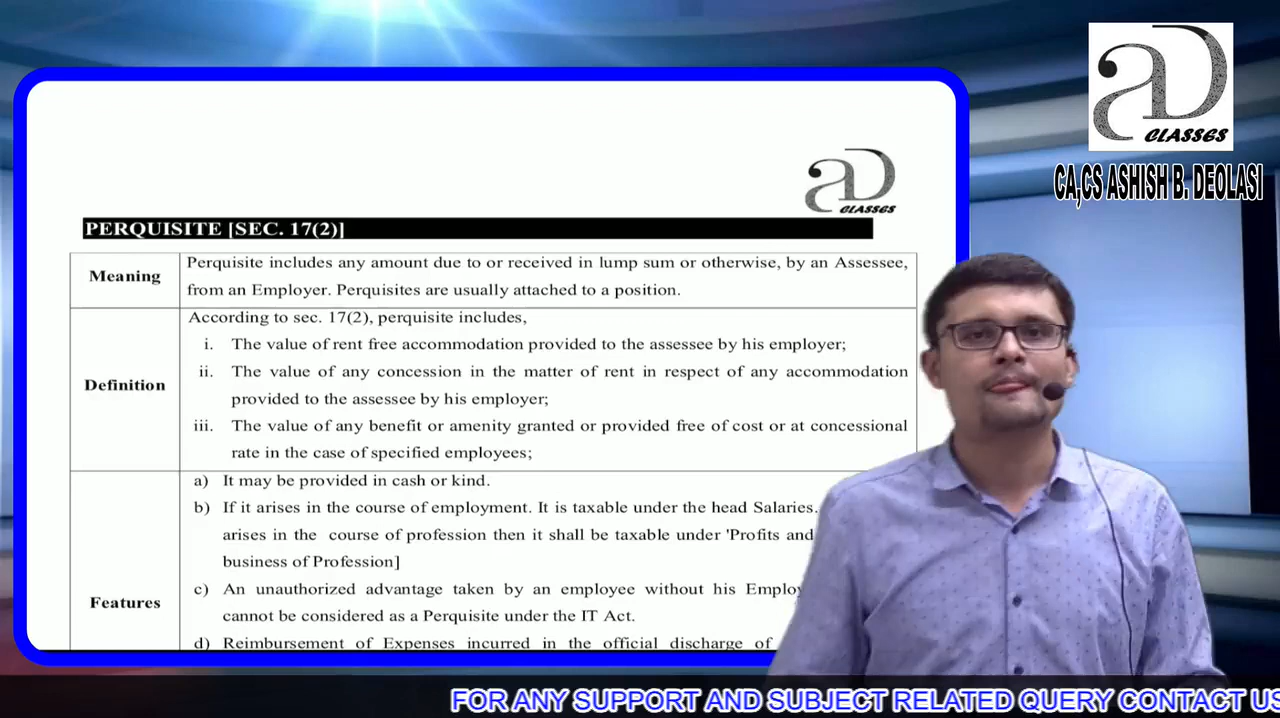 aD
CLASSES
CA,CS ASHISH B. DEOLASI
aD
CLASSES
PERQUISITE [SEC. 17(2)]
Meaning
Perquisite includes any amount due to or received in lump sum or otherwise, by an Assessee,
from an Employer. Perquisites are usually attached to a position.
Definition
According to sec. 17(2), perquisite includes,
i. The value of rent free accommodation provided to the assessee by his employer;
ii. The value of any concession in the matter of rent in respect of any accommodation
provided to the assessee by his employer;
iii. The value of any benefit or amenity granted or provided free of cost or at concessional
rate in the case of specified employees;
Features
a) It may be provided in cash or kind.
b) If it arises in the course of employment. It is taxable under the head Salaries.
arises in the course of profession then it shall be taxable under 'Profits and
business of Profession]
c) An unauthorized advantage taken by an employee without his
cannot be considered as a Perquisite under the IT Act.
d) Reimbursement of Expenses incurred in the official discharge of
FOR ANY SUPPORT AND SUBJECT RELATED QUERY CONTACT US